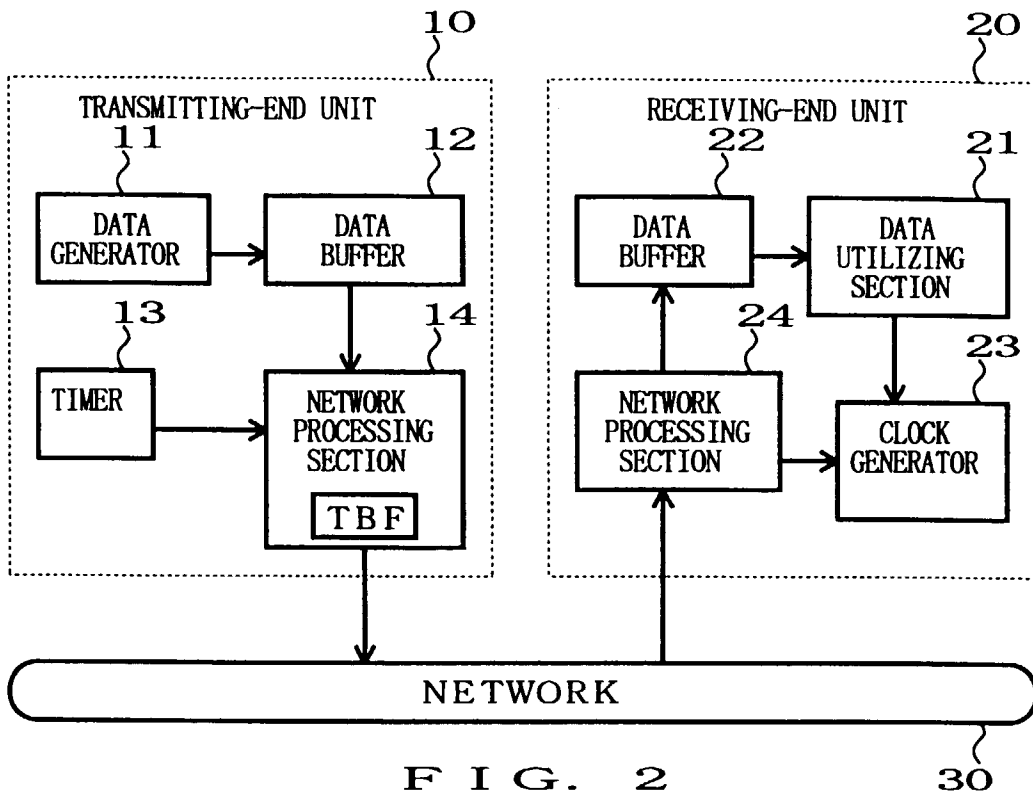 10
20
TRANSMITTING-END UNIT
RECEIVING-END UNIT
11
12
22
21
DATA
GENERATOR
DATA
BUFFER
DATA
BUFFER
DATA
UTILIZING
SECTION
13
14
24
23
TIMER
NETWORK
PROCESSING
SECTION
TBF
NETWORK
PROCESSING
SECTION
CLOCK
GENERATOR
NETWORK
FIG. 2
30